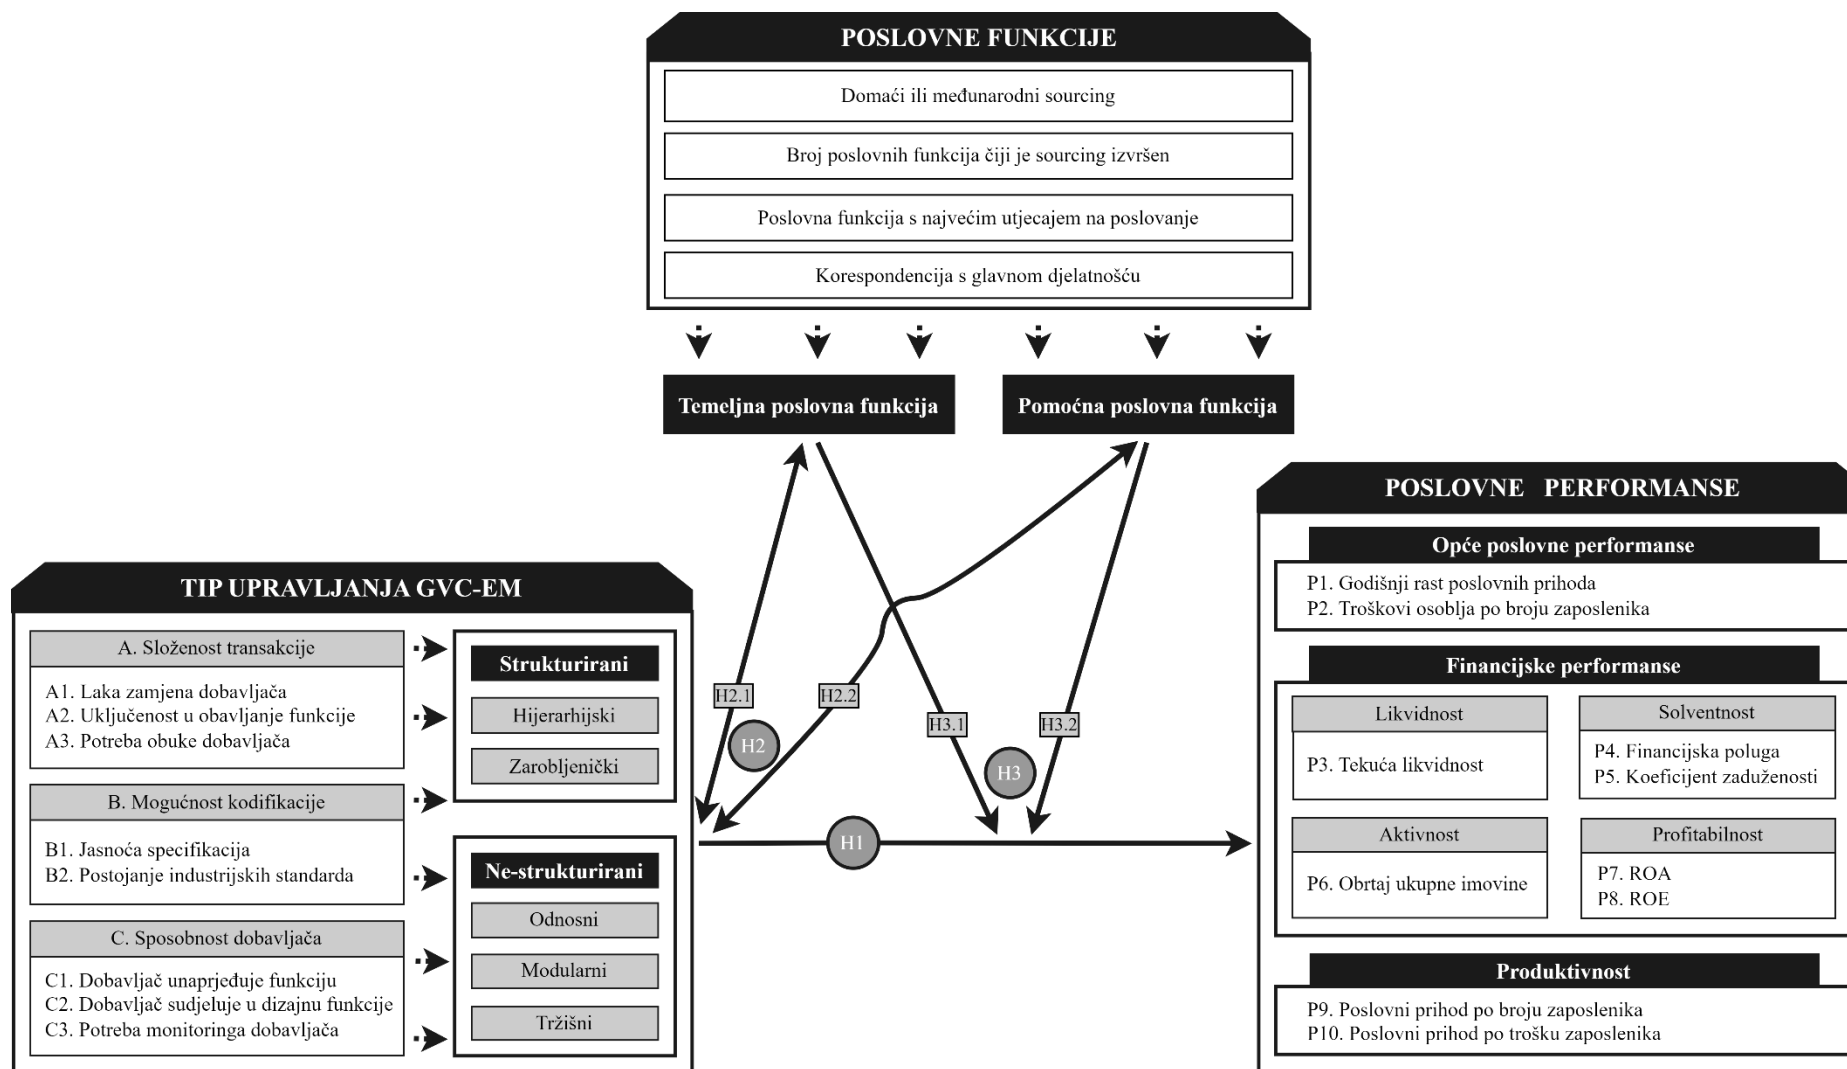 POSLOVNE FUNKCIJE
Domaći ili međunarodni sourcing
Broj poslovnih funkcija čiji je sourcing izvršen
Poslovna funkcija s najvećim utjecajem na poslovanje
Korespondencija s glavnom djelatnošću
Temeljna poslovna funkcija
Pomoćna poslovna funkcija
TIP UPRAVLJANJA GVC-EM
A. Složenost transakcije
A1. Laka zamjena dobavljača
A2. Uključenost u obavljanje funkcije
A3. Potreba obuke dobavljača
B. Mogućnost kodifikacije
B1. Jasnoća specifikacija
B2. Postojanje industrijskih standarda
C. Sposobnost dobavljača
C1. Dobavljač unaprjeđuje funkciju
C2. Dobavljač sudjeluje u dizajnu funkcije
C3. Potreba monitoringa dobavljača
Strukturirani
Hijerarhijski
Zarobljenički
Ne-strukturirani
Odnosni
Modularni
Tržišni
H2.1
H2.2
H2
H3.1
H3.2
H3
H1
POSLOVNE PERFORMANSE
Opće poslovne performanse
P1. Godišnji rast poslovnih prihoda
P2. Troškovi osoblja po broju zaposlenika
Financijske performanse
Likvidnost
P3. Tekuća likvidnost
Solventnost
P4. Financijska poluga
P5. Koeficijent zaduženosti
Aktivnost
P6. Obrtaj ukupne imovine
Profitabilnost
P7. ROA
P8. ROE
Produktivnost
P9. Poslovni prihod po broju zaposlenika
P10. Poslovni prihod po trošku zaposlenika